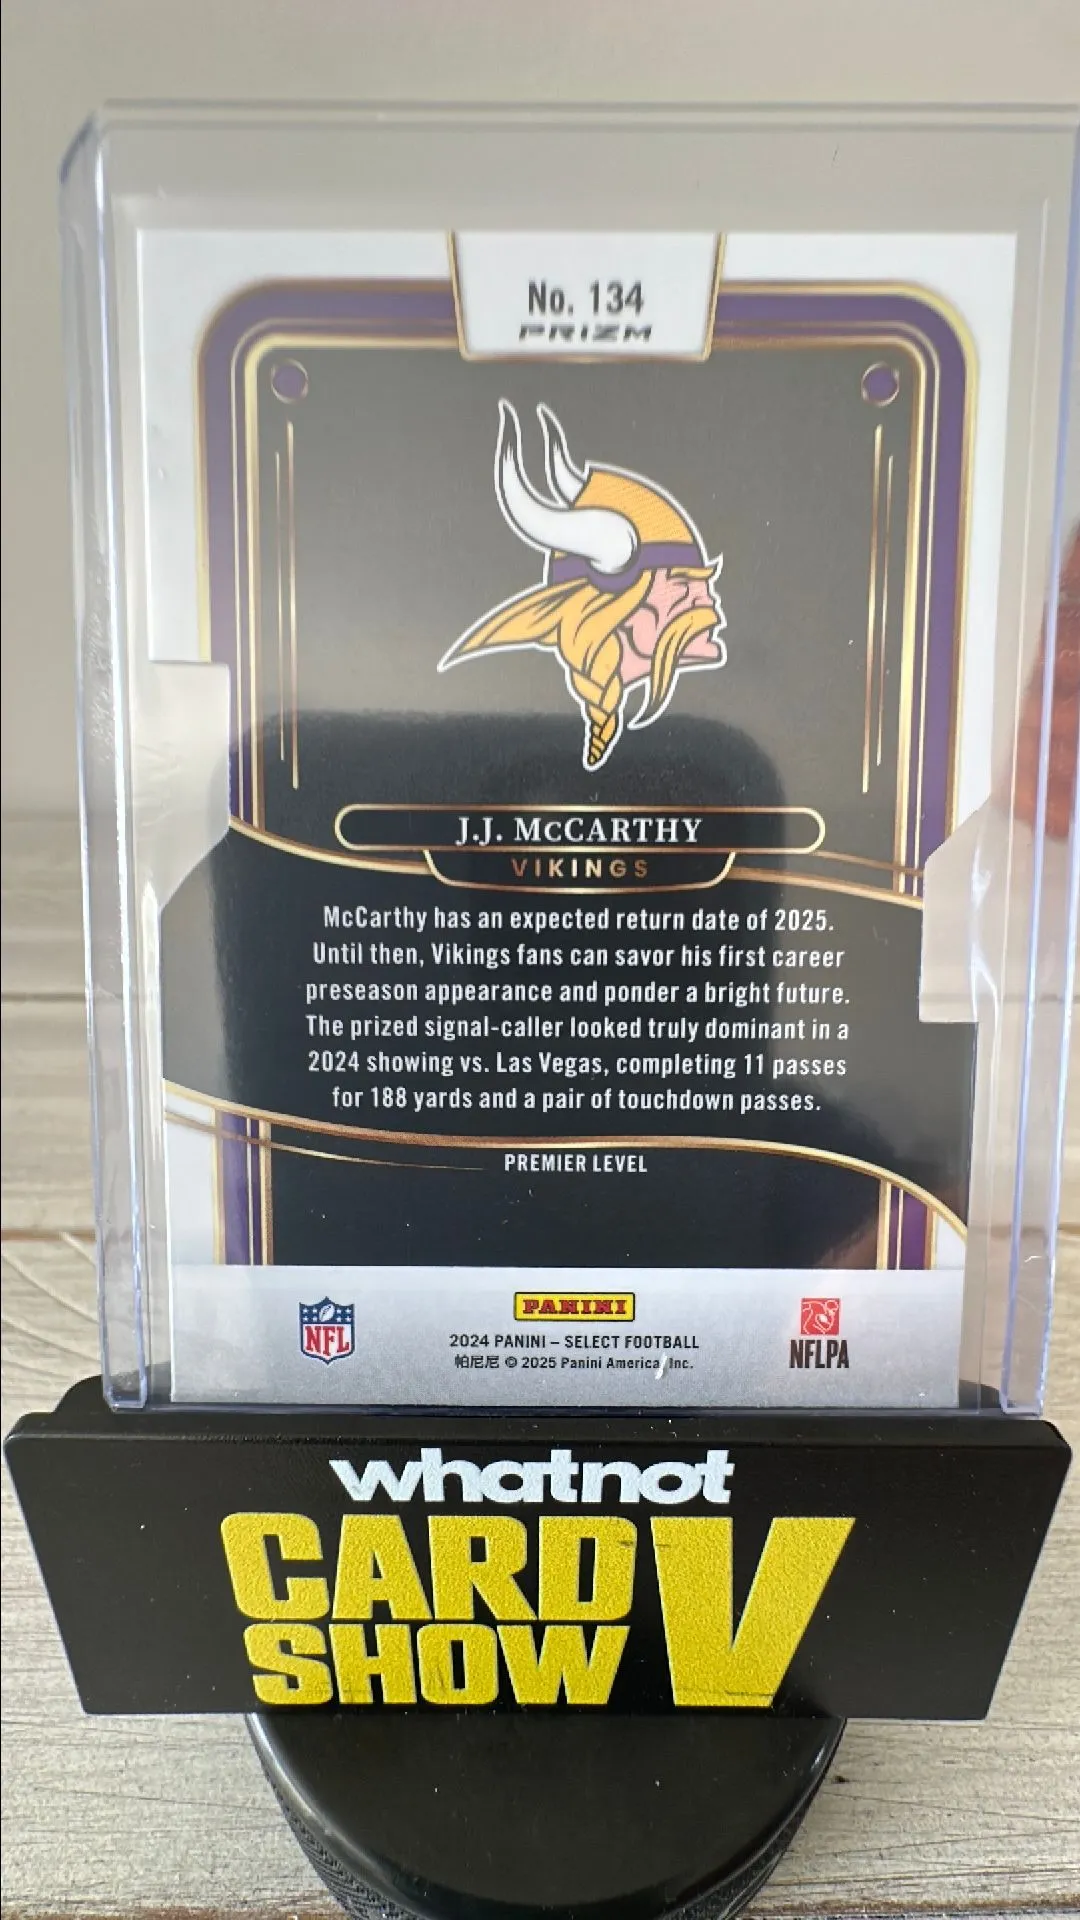 No. 134
PRIZM
J.J. McCARTHY
VIKINGS
McCarthy has an expected return date of 2025.
Until then, Vikings fans can savor his first career
preseason appearance and ponder a bright future.
The prized signal-caller looked truly dominant in a
2024 showing vs. Las Vegas, completing 11 passes
for 188 yards and a pair of touchdown passes.
PREMIER LEVEL
NFL
PANINI
2024 PANINI – SELECT FOOTBALL
帕尼尼 © 2025 Panini America, Inc.
NFLPA
whatnot
CARD
SHOW
V